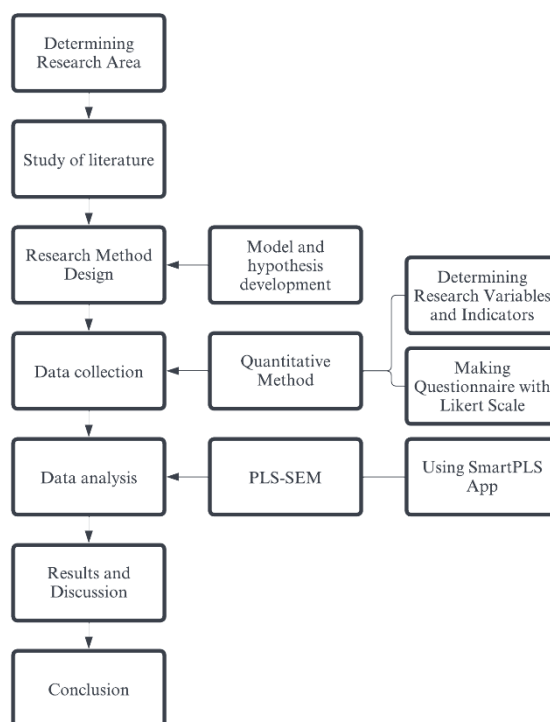 Determining
Research Area
Study of literature
Research Method
Design
Model and
hypothesis
development
Determining
Research Variables
and Indicators
Data collection
Quantitative
Method
Making
Questionnaire with
Likert Scale
Data analysis
PLS-SEM
Using SmartPLS
App
Results and
Discussion
Conclusion